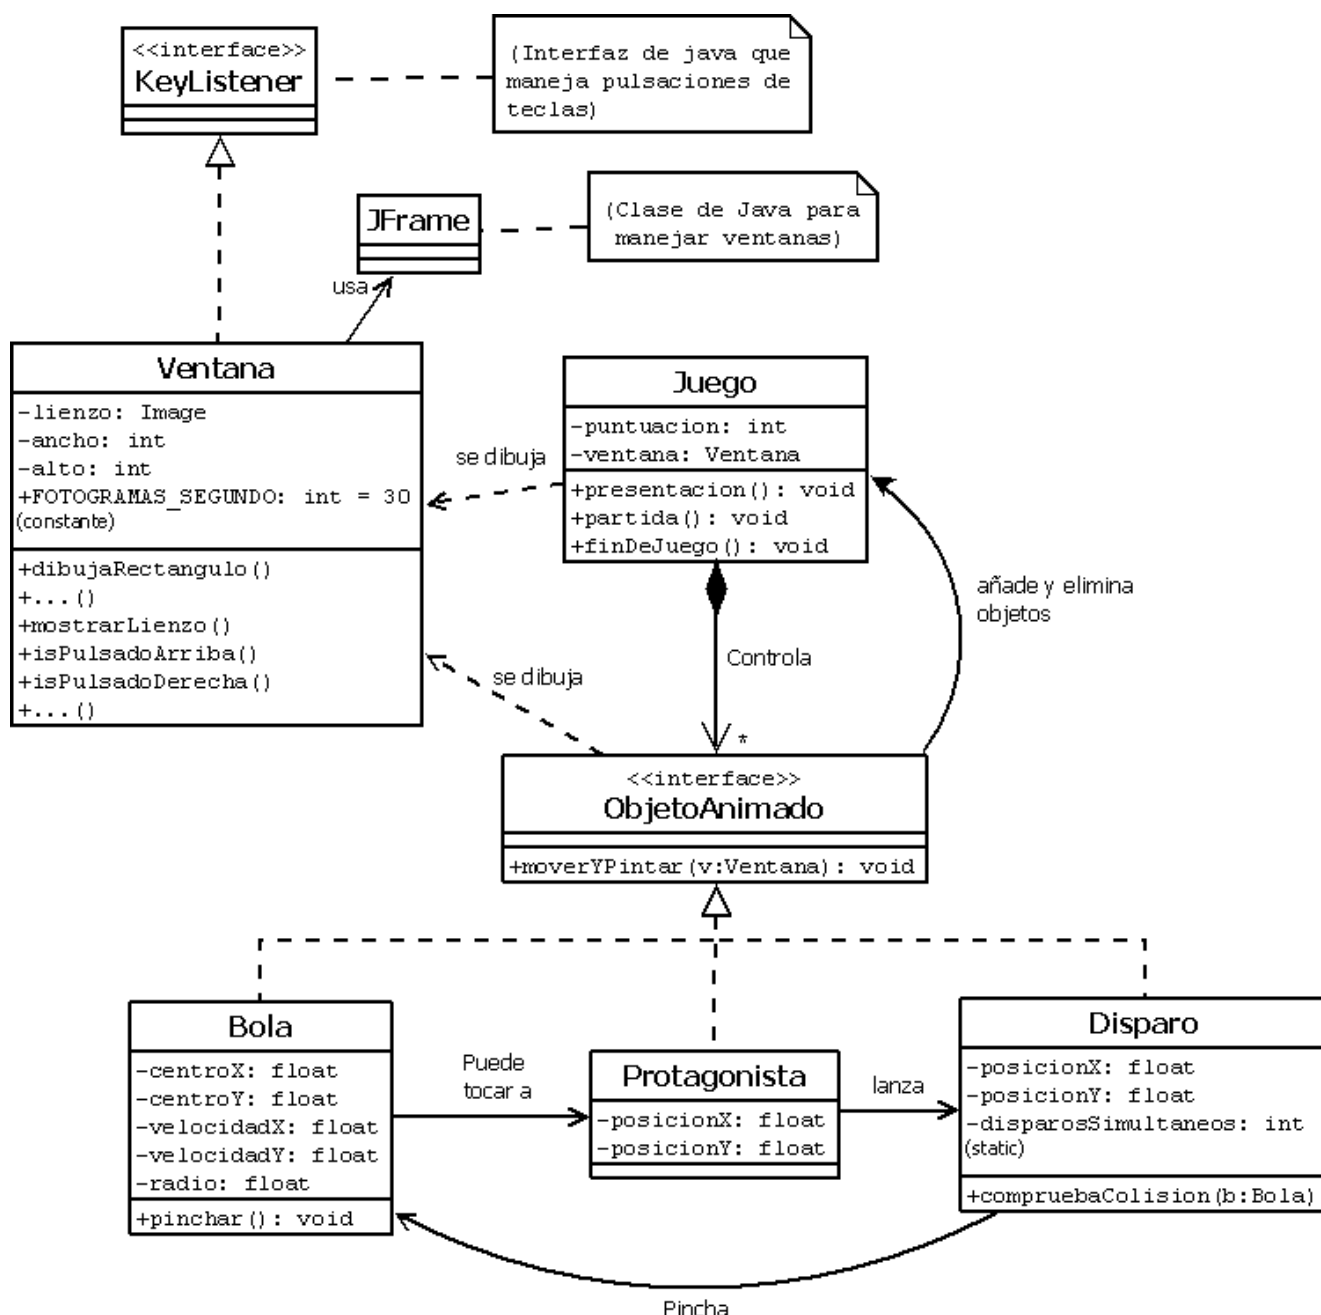 <<interface>>
KeyListener
(Interfaz de java que
maneja pulsaciones de
teclas)
JFrame
(Clase de Java para
manejar ventanas)
usa
Ventana
-lienzo: Image
-ancho: int
-alto: int
+FOTOGRAMAS_SEGUNDO: int = 30
(constante)
+dibujaRectangulo()
+...()
+mostrarLienzo()
+isPulsadoArriba()
+isPulsadoDerecha()
+...()
se dibuja
Juego
-puntuacion: int
-ventana: Ventana
+presentacion(): void
+partida(): void
+finDeJuego(): void
añade y elimina
objetos
Controla
se dibuja
*
<<interface>>
ObjetoAnimado
+moverYPintar(v:Ventana): void
Bola
-centroX: float
-centroY: float
-velocidadX: float
-velocidadY: float
-radio: float
+pinchar(): void
Puede
tocar a
Protagonista
-posicionX: float
-posicionY: float
lanza
Disparo
-posicionX: float
-posicionY: float
-disparosSimultaneos: int
(static)
+compruebaColision(b:Bola)
Pincha